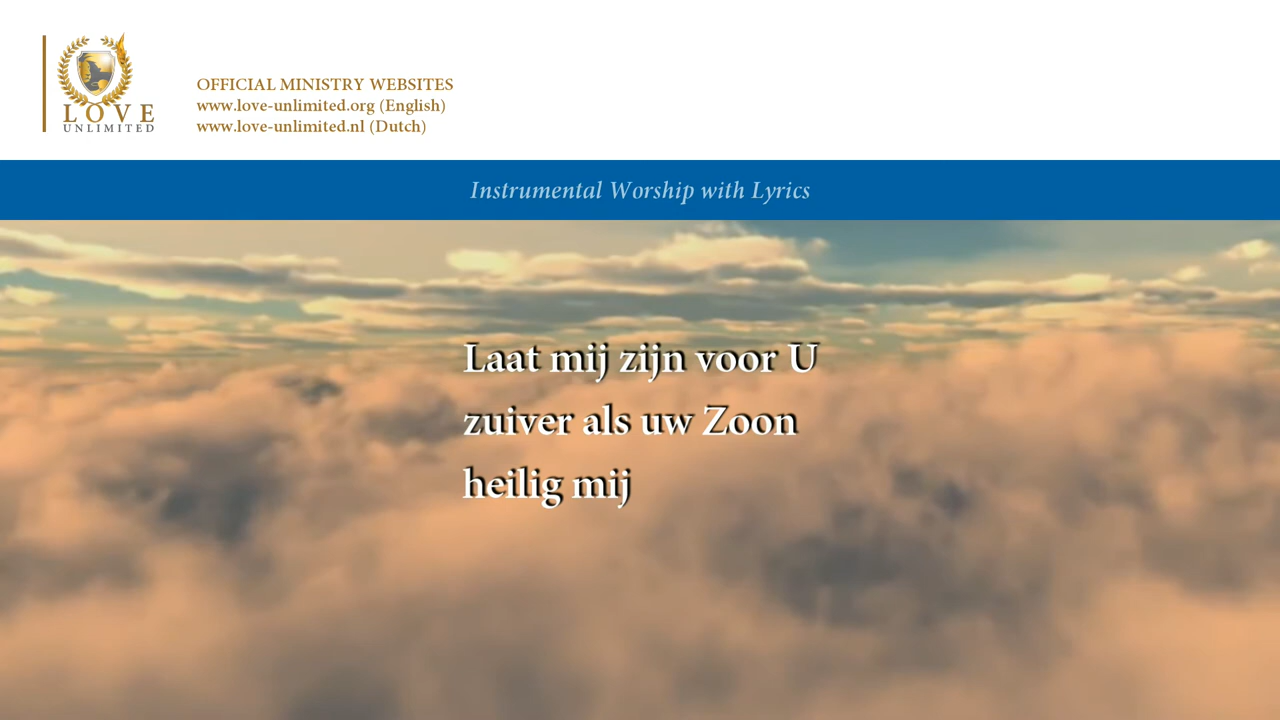 LOVE
UNLIMITED
OFFICIAL MINISTRY WEBSITES
www.love-unlimited.org (English)
www.love-unlimited.nl (Dutch)
Instrumental Worship with Lyrics
Laat mij zijn voor U
zuiver als uw Zoon
heilig mij